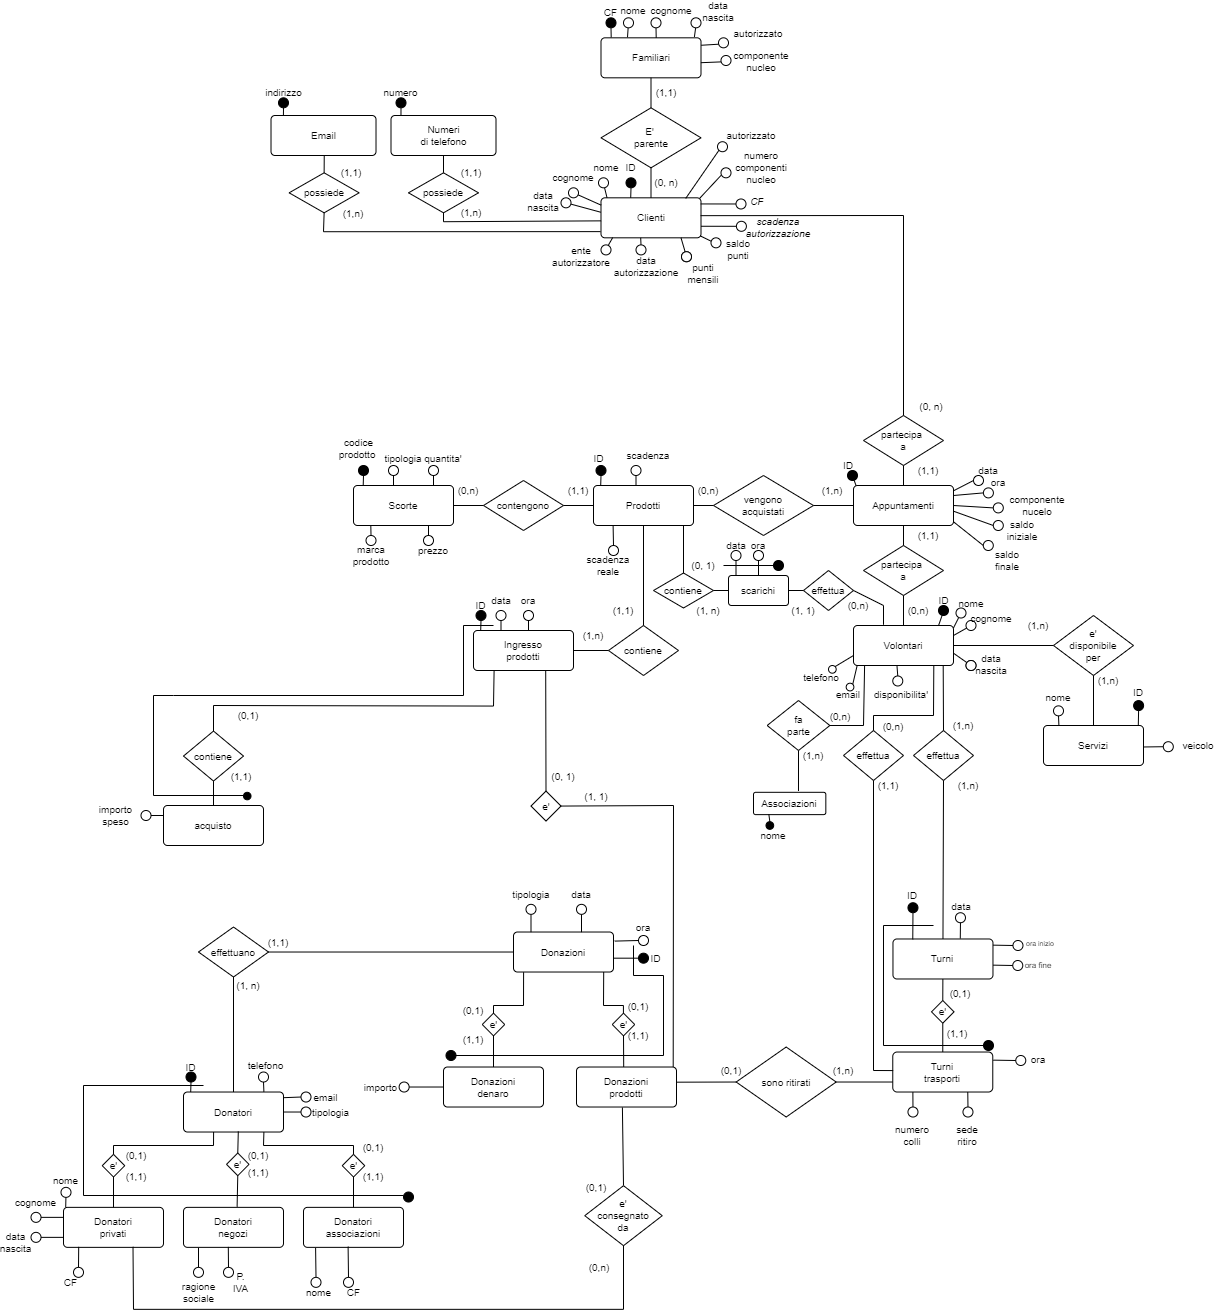 CF
nome
cognome
data
nascita
autorizzato
componente
nucleo
Familiari
(1,1)
E'
parente
(0, n)
indirizzo
Email
(1,1)
possiede
(1,n)
numero
Numeri
di telefono
(1,1)
possiede
(1,n)
autorizzato
numero
componenti
nucleo
CF
scadenza
autorizzazione
saldo
punti
punti
mensili
data
autorizzazione
ente
autorizzatore
data
nascita
cognome
nome
ID
Clienti
(0, n)
partecipa
a
(1,1)
codice
prodotto
tipologia
quantita'
Scorte
marca
prodotto
prezzo
(0,n)
contengono
(1,1)
ID
scadenza
Prodotti
scadenza
reale
(0,n)
vengono
acquistati
(1,n)
ID
Appuntamenti
data
ora
componente
nucelo
saldo
iniziale
saldo
finale
(1,1)
partecipa
a
(0,n)
(0, 1)
contiene
(1, n)
data
ora
scarichi
(1, 1)
effettua
(0,n)
(1,1)
contiene
(1,n)
ID
data
ora
Ingresso
prodotti
ID
nome
cognome
data
nascita
Volontari
telefono
email
disponibilita'
(1,n)
e'
disponibile
per
(1,n)
nome
ID
Servizi
veicolo
(0,n)
fa
parte
(1,n)
Associazioni
nome
(0,n)
effettua
(1,1)
(1,n)
effettua
(1,n)
(0,1)
contiene
(1,1)
importo
speso
acquisto
(0, 1)
e'
(1, 1)
tipologia
data
ora
ID
Donazioni
(1,1)
effettuano
(1, n)
(0,1)
e'
(1,1)
(0,1)
e'
(1,1)
importo
Donazioni
denaro
Donazioni
prodotti
(0,1)
sono ritirati
(1,n)
ID
data
ora inizio
ora fine
Turni
(0,1)
e'
(1,1)
Turni
trasporti
ora
numero
colli
sede
ritiro
ID
telefono
email
tipologia
Donatori
(0,1)
e'
(1,1)
(0,1)
e'
(1,1)
(0,1)
e'
(1,1)
nome
cognome
data
nascita
CF
Donatori
privati
Donatori
negozi
ragione
sociale
P.
IVA
Donatori
associazioni
nome
CF
(0,1)
e'
consegnato
da
(0,n)